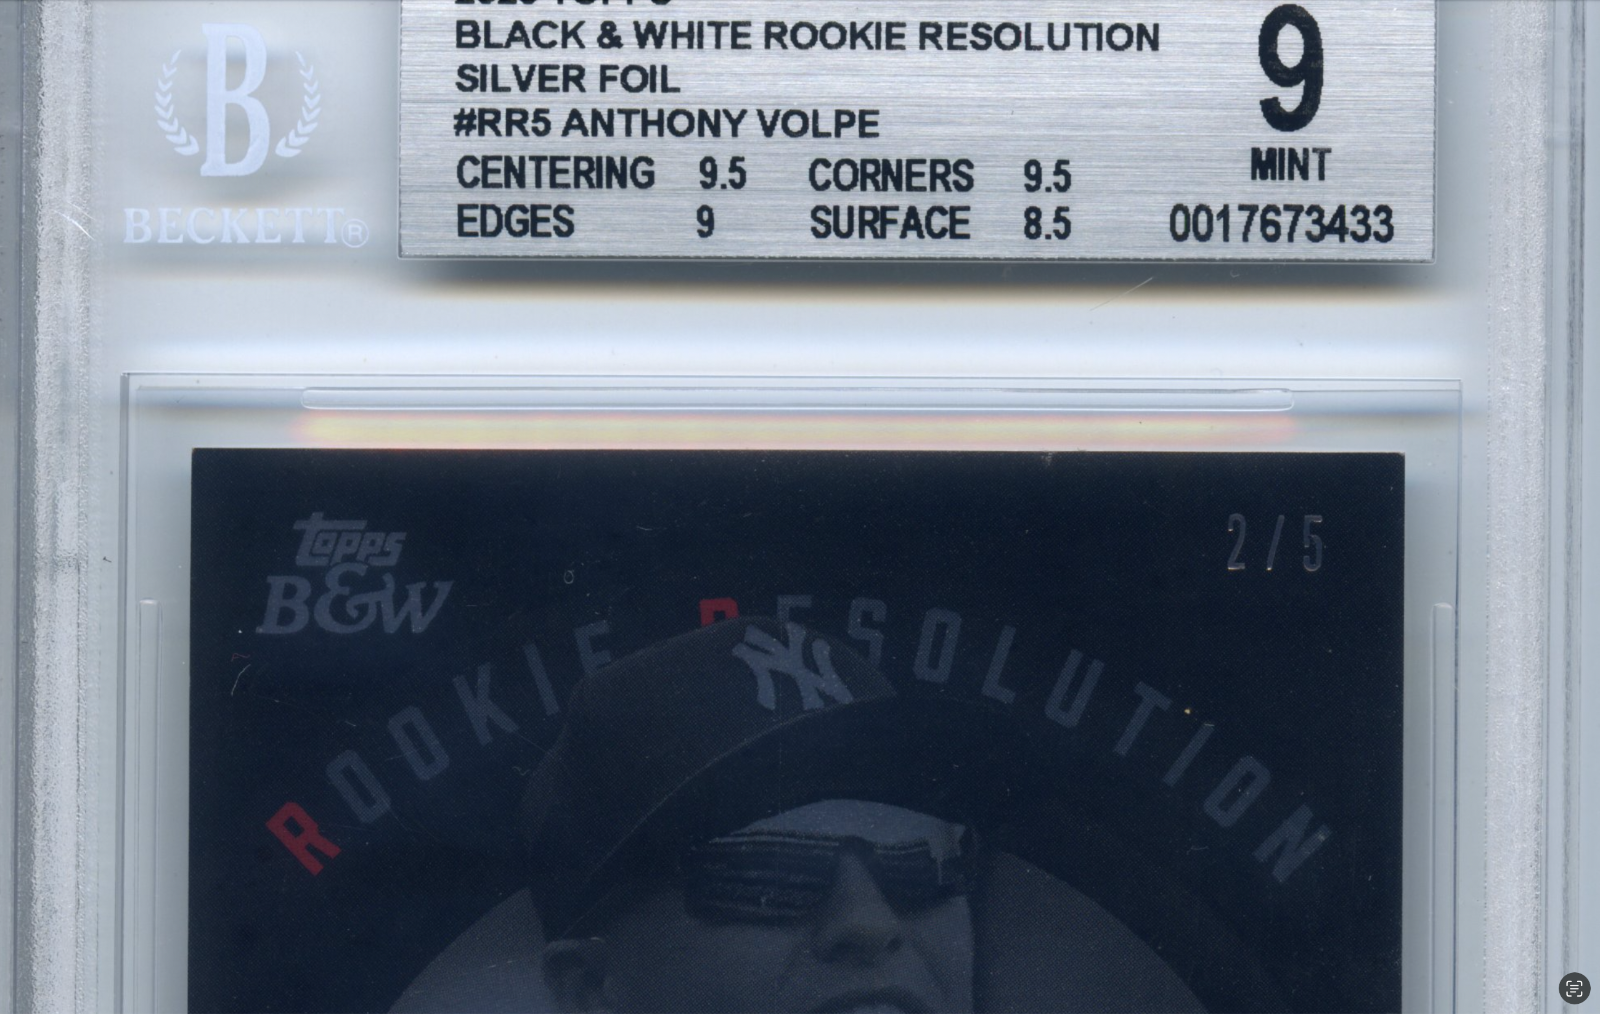 BLACK & WHITE ROOKIE RESOLUTION
SILVER FOIL
#RR5 ANTHONY VOLPE
CENTERING 9.5 CORNERS 9.5
EDGES 9 SURFACE 8.5
9
MINT
0017673433
B
BECKETT®
topps
B&W
2/5
ROOKIE RESOLUTION
NY